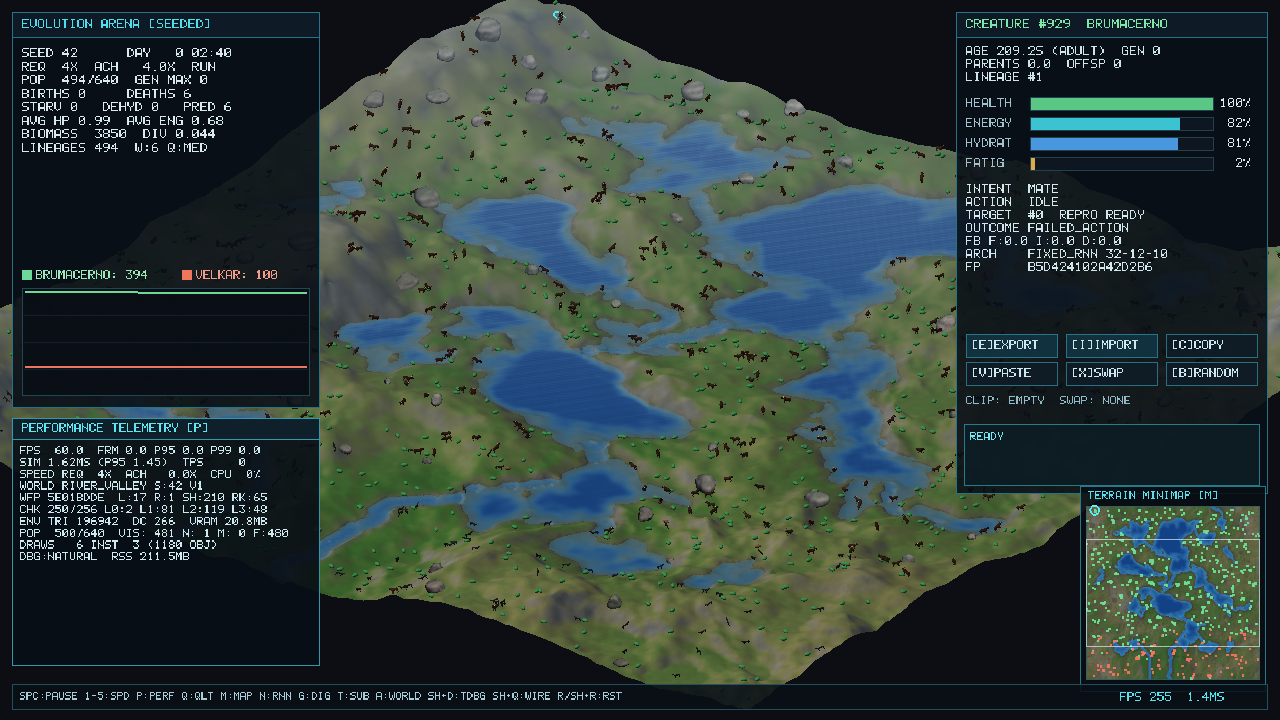 EVOLUTION ARENA [SEEDED]
SEED 42 DAY 0 02:40
REQ 4X ACH 4.0X RUN
POP 494/640 GEN MAX 0
BIRTHS 0 DEATHS 6
STARV 0 DEHYD 0 PRED 6
AVG HP 0.99 AVG ENG 0.68
BIOMASS 3850 DIV 0.044
LINEAGES 494 W:6 Q:MED
BRUMACERNO: 394 VELKAR: 100
PERFORMANCE TELEMETRY [P]
FPS 60.0 FRM 0.0 P95 0.0 P99 0.0
SIM 1.62MS (P95 1.45) TPS 0
SPEED REQ 4X ACH 0.0X CPU 0%
WORLD RIVER_VALLEY S:42 V1
WFP 5E01BDDE L:17 R:1 SH:210 RK:65
CHK 250/256 L0:2 L1:81 L2:119 L3:48
ENV TRI 196942 DC 266 VRAM 20.8MB
POP 500/640 VIS: 481 N: 1 M: 0 F:480
DRAWS 6 INST 3 (1180 OBJ)
DBG:NATURAL RSS 211.5MB
CREATURE #929 BRUMACERNO
AGE 209.25 (ADULT) GEN 0
PARENTS 0.0 OFFSP 0
LINEAGE #1
HEALTH 100%
ENERGY 82%
HYDRAT 81%
FATIG 2%
INTENT MATE
ACTION IDLE
TARGET #0 REPRO READY
OUTCOME FAILED_ACTION
FB F:0.0 I:0.0 D:0.0
ARCH FIXED_RNN 32-12-10
FP B5D424102A42D2B6
[E]EXPORT [I]IMPORT [C]COPY
[V]PASTE [X]SWAP [B]RANDOM
CLIP: EMPTY SWAP: NONE
READY
TERRAIN MINIMAP [M]
SPC:PAUSE 1-5:SPD P:PERF Q:QLT M:MAP N:RNN G:DIG T:SUB A:WORLD SH+D:TDBG SH+Q:WIRE R/SH+R:RST
FPS 255 1.4MS